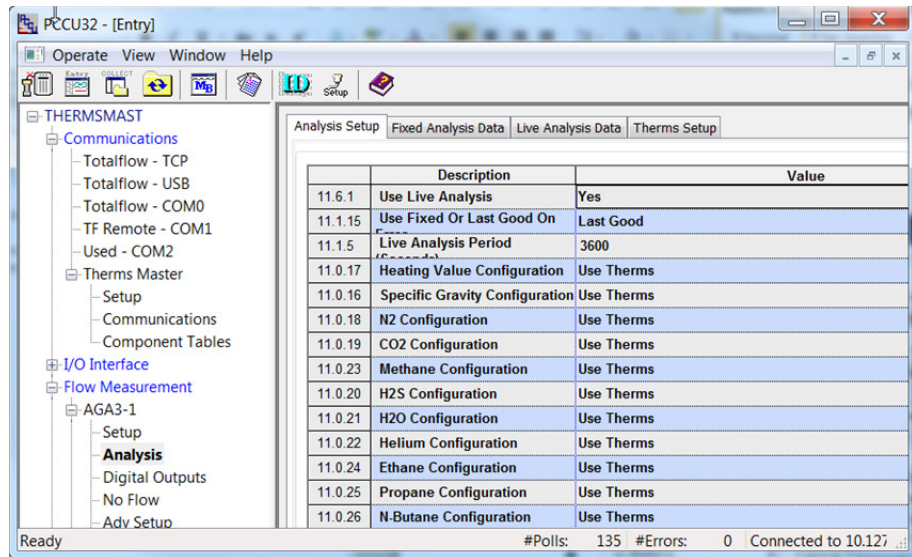 PCCU32 - [Entry]
Operate View Window Help
Entry COLLECT MB ID Setup
THERMSMAST
Communications
Totalflow - TCP
Totalflow - USB
Totalflow - COM0
TF Remote - COM1
Used - COM2
Therms Master
Setup
Communications
Component Tables
I/O Interface
Flow Measurement
AGA3-1
Setup
Analysis
Digital Outputs
No Flow
Adv Setup
Analysis Setup Fixed Analysis Data Live Analysis Data Therms Setup
Description Value
11.6.1 Use Live Analysis Yes
11.1.15 Use Fixed Or Last Good On Last Good
11.1.5 Live Analysis Period 3600
11.0.17 Heating Value Configuration Use Therms
11.0.16 Specific Gravity Configuration Use Therms
11.0.18 N2 Configuration Use Therms
11.0.19 CO2 Configuration Use Therms
11.0.23 Methane Configuration Use Therms
11.0.20 H2S Configuration Use Therms
11.0.21 H2O Configuration Use Therms
11.0.22 Helium Configuration Use Therms
11.0.24 Ethane Configuration Use Therms
11.0.25 Propane Configuration Use Therms
11.0.26 N-Butane Configuration Use Therms
Ready #Polls: 135 #Errors: 0 Connected to 10.127